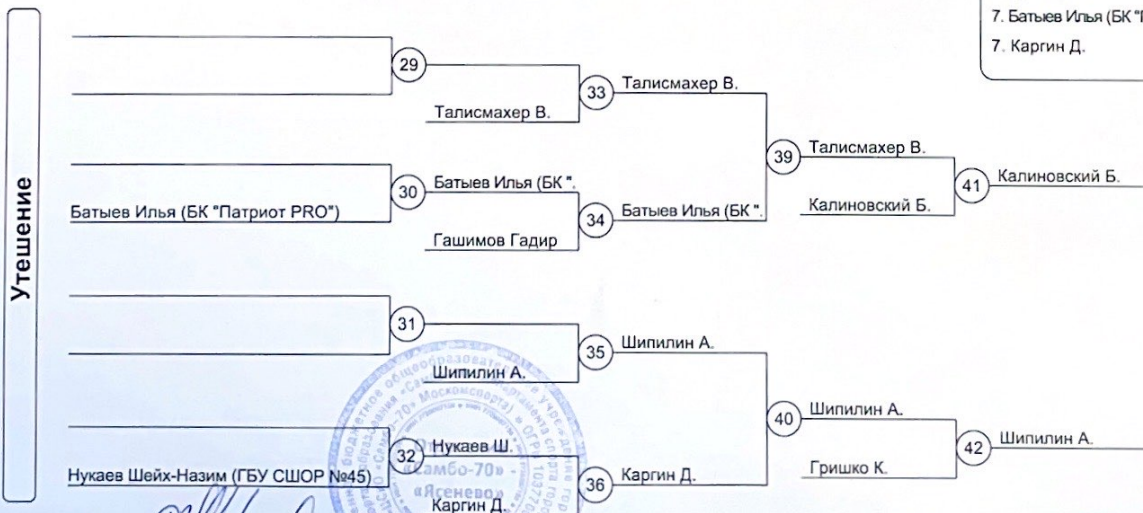 7. Батыев Илья (БК "
7. Каргин Д.
Утешение
29
Талисмахер В.
33
Талисмахер В.
39
Талисмахер В.
Батыев Илья (БК "Патриот PRO")
30
Батыев Илья (БК ".
Гашимов Гадир
34
Батыев Илья (БК ".
Калиновский Б.
41
Калиновский Б.
31
Шипилин А.
35
Шипилин А.
40
Шипилин А.
Нукаев Шейх-Назим (ГБУ СШОР №45)
32
Нукаев Ш.
Каргин Д.
36
Каргин Д.
Гришко К.
42
Шипилин А.
«Самбо-70» -
«Ясенево»